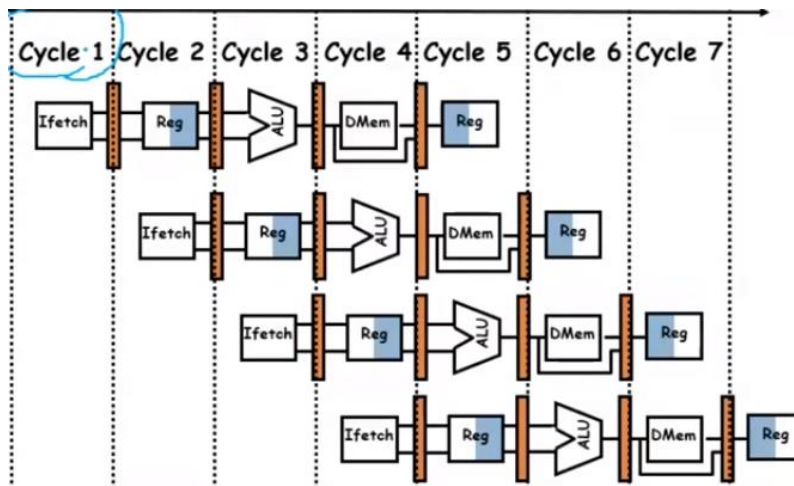 Cycle 1 Cycle 2 Cycle 3 Cycle 4 Cycle 5 Cycle 6 Cycle 7
Ifetch Reg ALU DMem Reg
Ifetch Reg ALU DMem Reg
Ifetch Reg ALU DMem Reg
Ifetch Reg ALU DMem Reg